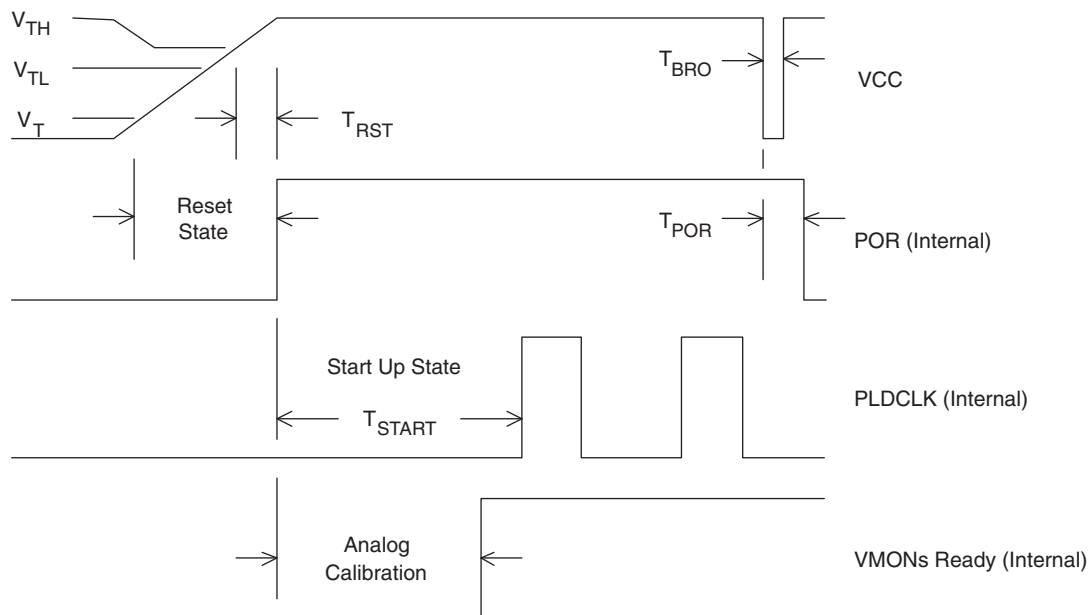 VTH
VTL
VT
TRST
TBRO
VCC
Reset
State
TPOR
POR (Internal)
Start Up State
TSTART
PLDCLK (Internal)
Analog
Calibration
VMONs Ready (Internal)